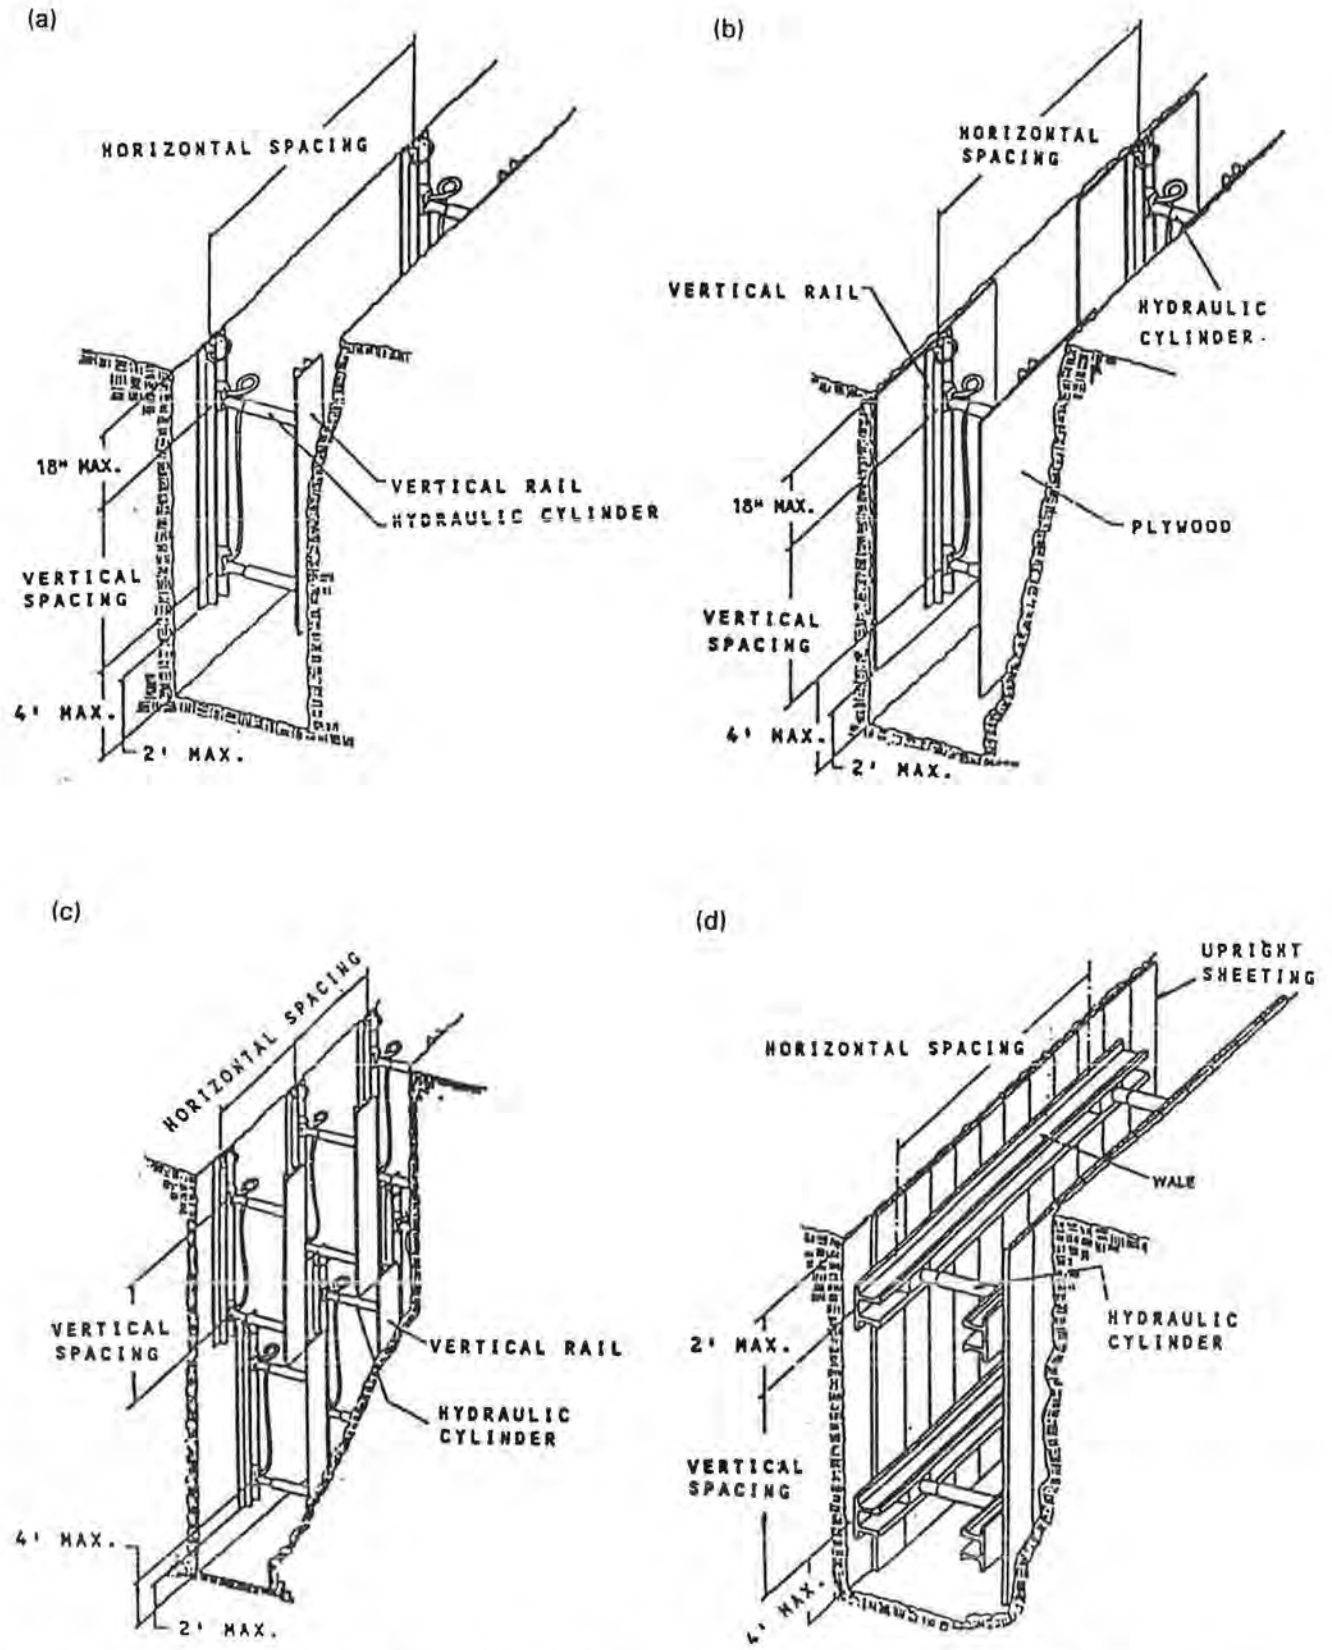 (a)
HORIZONTAL SPACING
18" MAX.
VERTICAL RAIL
HYDRAULIC CYLINDER
VERTICAL
SPACING
4' MAX.
2' MAX.
(b)
HORIZONTAL
SPACING
VERTICAL RAIL
HYDRAULIC
CYLINDER.
18" MAX.
PLYWOOD
VERTICAL
SPACING
4' MAX.
2' MAX.
(c)
HORIZONTAL SPACING
VERTICAL
SPACING
VERTICAL RAIL
HYDRAULIC
CYLINDER
4' MAX.
2' MAX.
(d)
UPRIGHT
SHEETING
HORIZONTAL SPACING
WALE
2' MAX.
HYDRAULIC
CYLINDER
VERTICAL
SPACING
4' MAX.